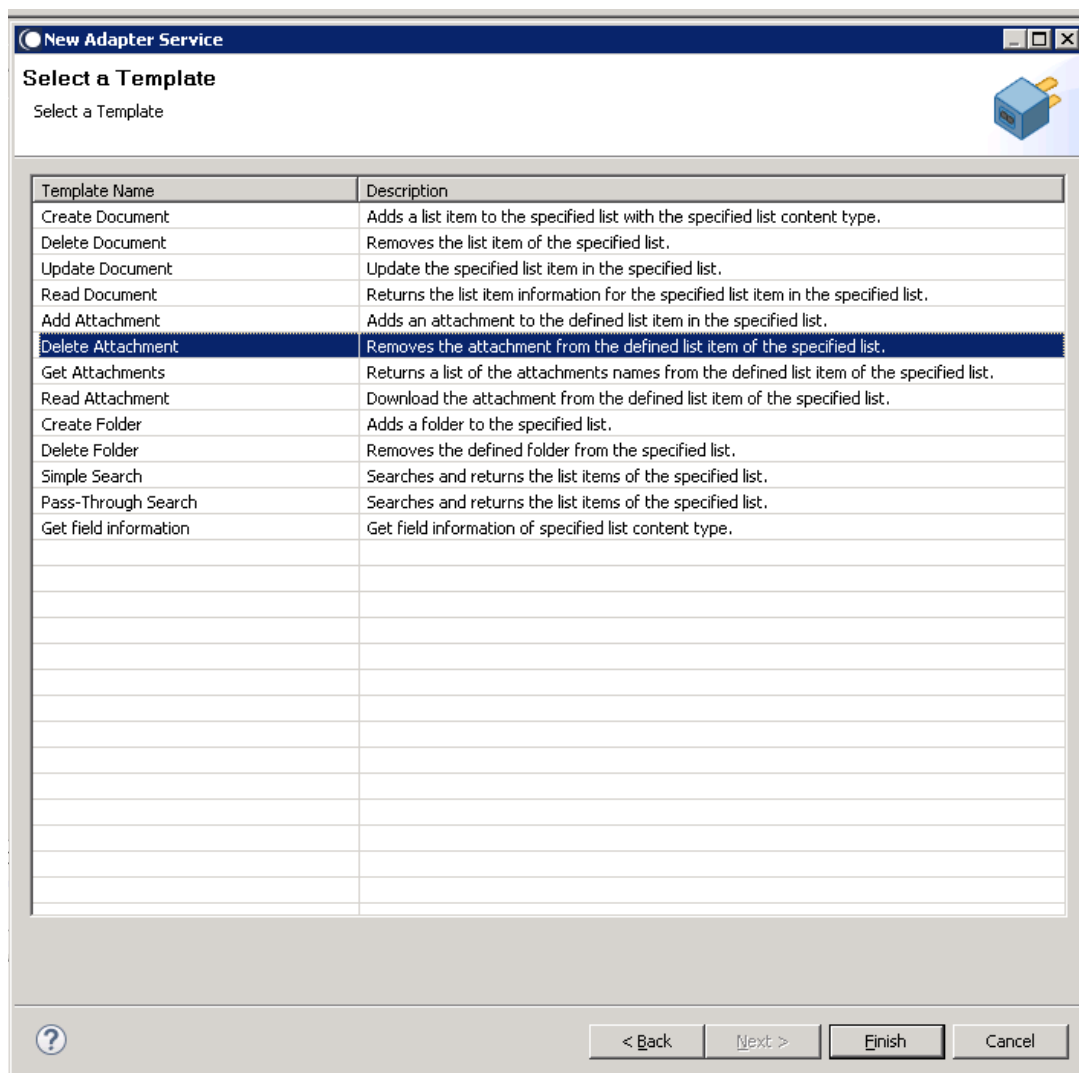 New Adapter Service
Select a Template
Select a Template
Template Name Description
Create Document Adds a list item to the specified list with the specified list content type.
Delete Document Removes the list item of the specified list.
Update Document Update the specified list item in the specified list.
Read Document Returns the list item information for the specified list item in the specified list.
Add Attachment Adds an attachment to the defined list item in the specified list.
Delete Attachment Removes the attachment from the defined list item of the specified list.
Get Attachments Returns a list of the attachments names from the defined list item of the specified list.
Read Attachment Download the attachment from the defined list item of the specified list.
Create Folder Adds a folder to the specified list.
Delete Folder Removes the defined folder from the specified list.
Simple Search Searches and returns the list items of the specified list.
Pass-Through Search Searches and returns the list items of the specified list.
Get field information Get field information of specified list content type.
? < Back Next > Finish Cancel